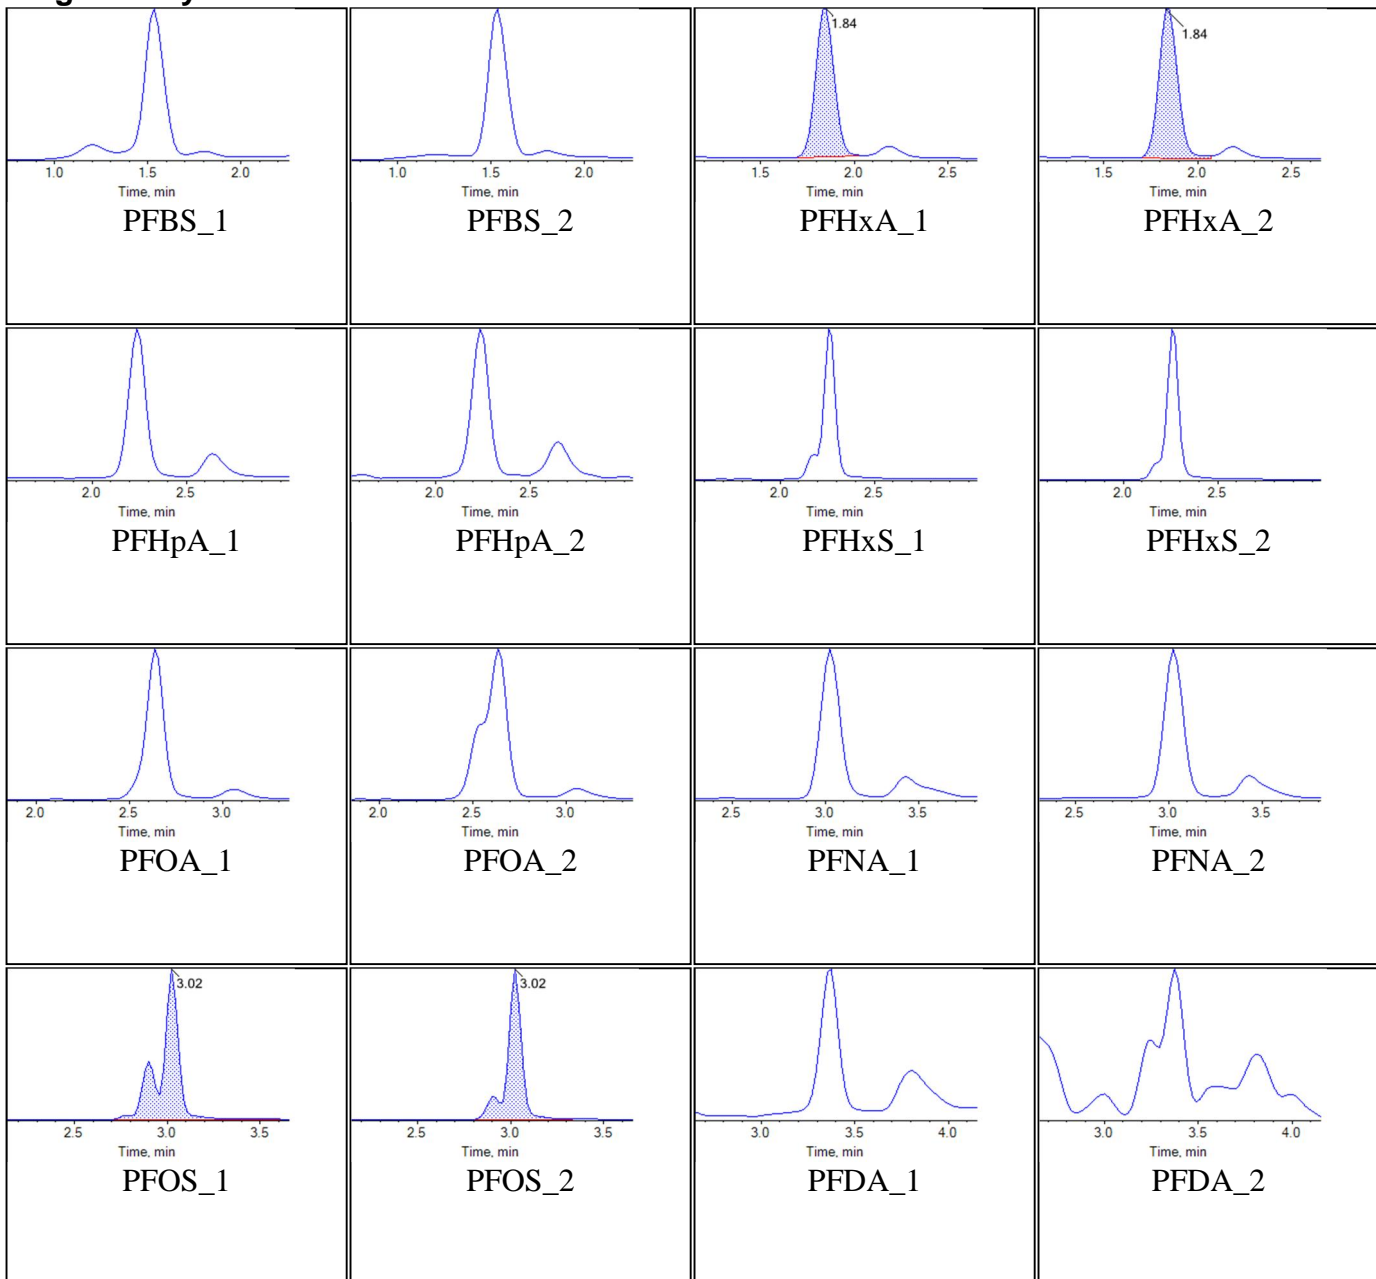 1.84 1.84
1.0 1.5 2.0 1.0 1.5 2.0 1.5 2.0 2.5 1.5 2.0 2.5
Time, min Time, min Time, min Time, min
PFBS_1 PFBS_2 PFHxA_1 PFHxA_2
2.0 2.5 2.0 2.5 2.0 2.5 2.0 2.5
Time, min Time, min Time, min Time, min
PFHpA_1 PFHpA_2 PFHxS_1 PFHxS_2
2.0 2.5 3.0 2.0 2.5 3.0 2.5 3.0 3.5 2.5 3.0 3.5
Time, min Time, min Time, min Time, min
PFOA_1 PFOA_2 PFNA_1 PFNA_2
3.02 3.02
2.5 3.0 3.5 2.5 3.0 3.5 3.0 3.5 4.0 3.0 3.5 4.0
Time, min Time, min Time, min Time, min
PFOS_1 PFOS_2 PFDA_1 PFDA_2